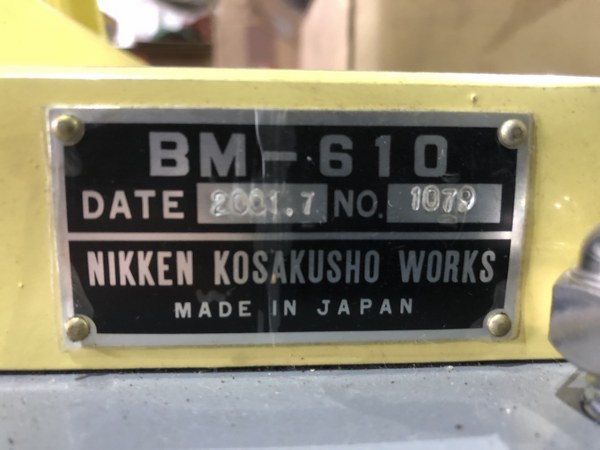 BM-610
DATE 2001.7 NO. 1079
NIKKEN KOSAKUSHO WORKS
MADE IN JAPAN